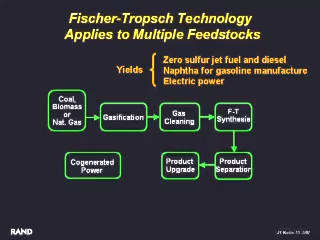 Fischer-Tropsch Technology
Applies to Multiple Feedstocks
Yields
Zero sulfur jet fuel and diesel
Naphtha for gasoline manufacture
Electric power
Coal,
Biomass
or
Nat. Gas
Gasification
Gas
Cleaning
F-T
Synthesis
Cogenerated
Power
Product
Upgrade
Product
Separation
RAND